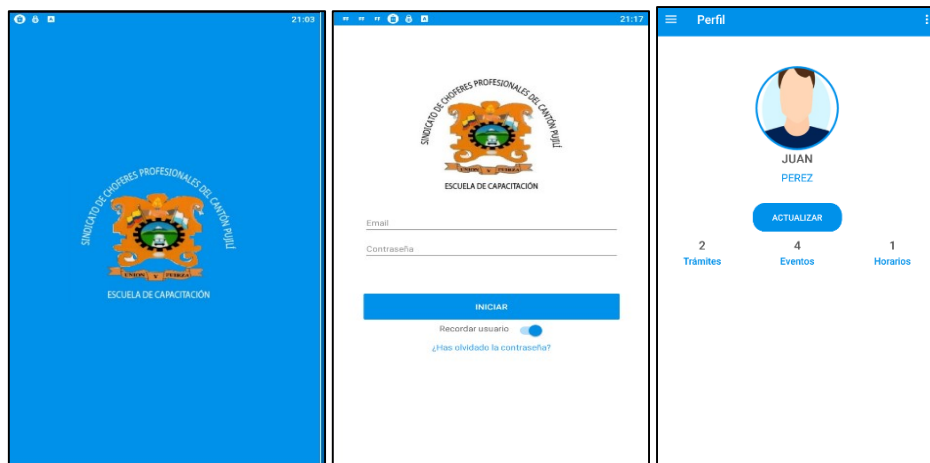 21:03
SINDICATO DE CHOFERES PROFESIONALES DEL CANTÓN PUJILÍ
UNION Y FUERZA
ESCUELA DE CAPACITACIÓN
21:17
SINDICATO DE CHOFERES PROFESIONALES DEL CANTÓN PUJILÍ
UNION Y FUERZA
ESCUELA DE CAPACITACIÓN
Email
Contraseña
INICIAR
Recordar usuario
¿Has olvidado la contraseña?
Perfil
JUAN
PEREZ
ACTUALIZAR
2 4 1
Trámites Eventos Horarios